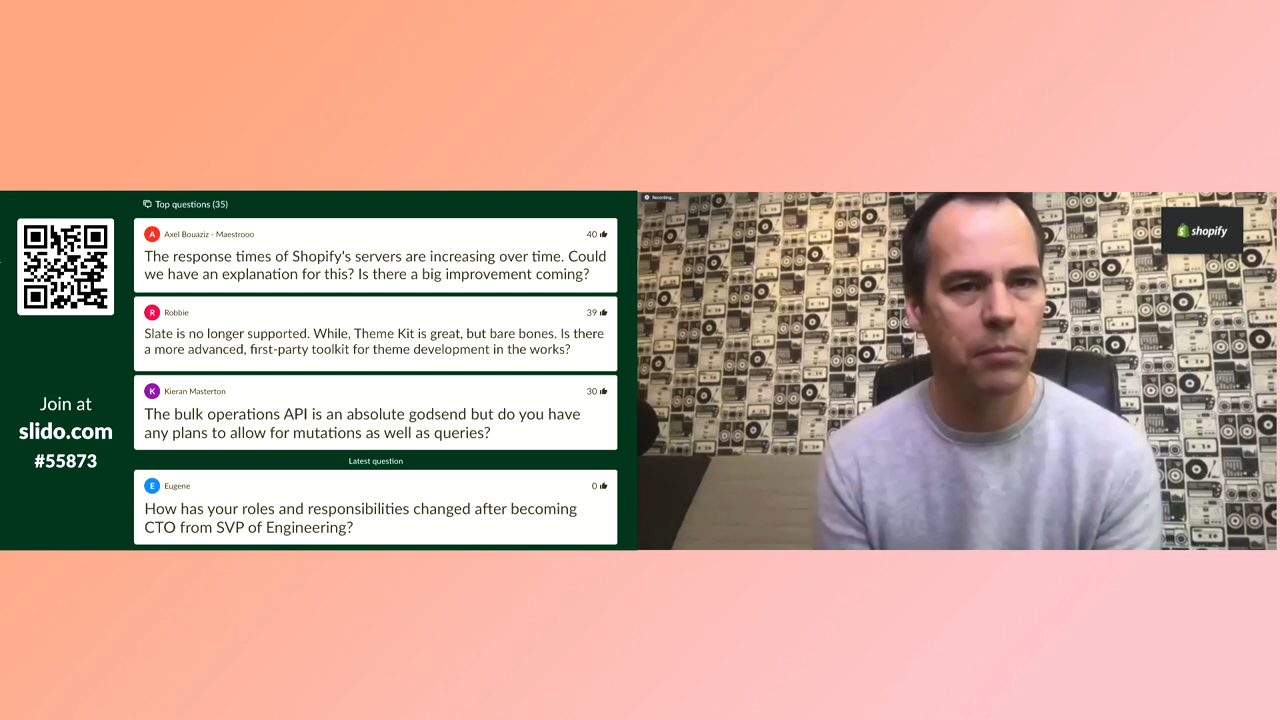 Top questions (35)
A
Axel Bouaziz - Maestrooo
40
The response times of Shopify's servers are increasing over time. Could
we have an explanation for this? Is there a big improvement coming?
R
Robbie
39
Slate is no longer supported. While, Theme Kit is great, but bare bones. Is there
a more advanced, first-party toolkit for theme development in the works?
K
Kieran Masterton
30
The bulk operations API is an absolute godsend but do you have
any plans to allow for mutations as well as queries?
Latest question
E
Eugene
0
How has your roles and responsibilities changed after becoming
CTO from SVP of Engineering?
Join at
slido.com
#55873
Recording...
shopify